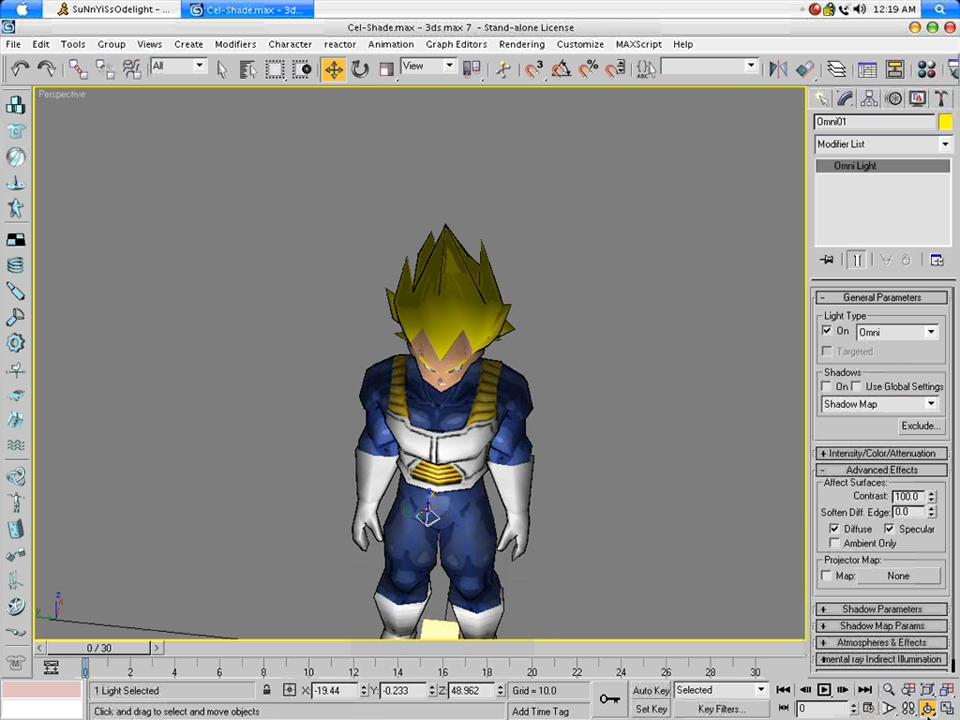 SuNnYiSsOdelight - ...
Cel-Shade.max - 3d...
12:19 AM
Cel-Shade.max - 3ds max 7 - Stand-alone License
File Edit Tools Group Views Create Modifiers Character reactor Animation Graph Editors Rendering Customize MAXScript Help
All
View
Perspective
Omni01
Modifier List
Omni Light
- General Parameters
Light Type
On Omni
Targeted
Shadows
On Use Global Settings
Shadow Map
Exclude...
+ Intensity/Color/Attenuation
- Advanced Effects
Affect Surfaces:
Contrast: 100.0
Soften Diff. Edge: 0.0
Diffuse Specular
Ambient Only
Projector Map:
Map: None
+ Shadow Parameters
+ Shadow Map Params
+ Atmospheres & Effects
+ mental ray Indirect Illumination
z
x
y
< 0 / 30 >
0 2 4 6 8 10 12 14 16 18 20 22 24 26 28 30
1 Light Selected X: -19.44 Y: -0.233 Z: 48.962 Grid = 10.0 Auto Key Selected
Click and drag to select and move objects Add Time Tag Set Key Key Filters... 0